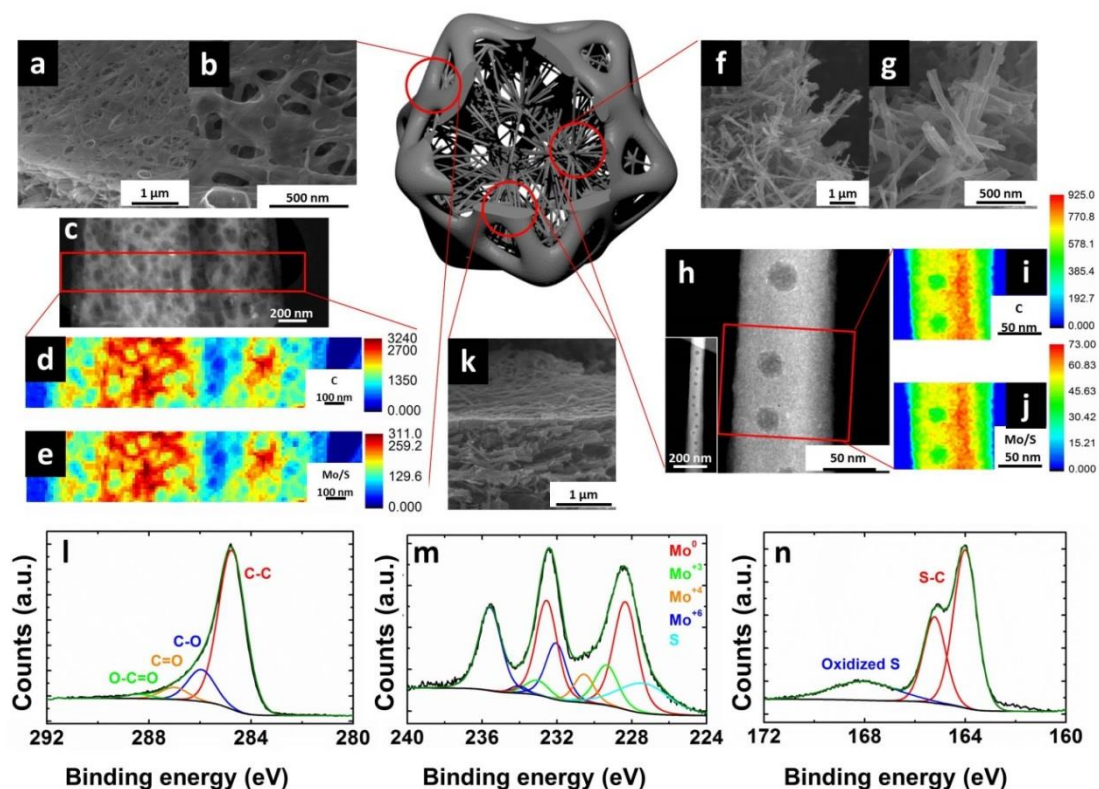 a
b
1 µm
500 nm
c
200 nm
d
3240
2700
1350
0.000
C
100 nm
e
311.0
259.2
129.6
0.000
Mo/S
100 nm
k
1 µm
f
g
1 µm
500 nm
h
200 nm
50 nm
i
C
50 nm
925.0
770.8
578.1
385.4
192.7
0.000
j
Mo/S
50 nm
73.00
60.83
30.42
15.21
0.000
l
C-C
C-O
C=O
O-C=O
Counts (a.u.)
292 288 284 280
Binding energy (eV)
m
Mo⁰
Mo⁺³
Mo⁺⁴
Mo⁺⁶
S
Counts (a.u.)
240 236 232 228 224
Binding energy (eV)
n
S-C
Oxidized S
Counts (a.u.)
172 168 164 160
Binding energy (eV)